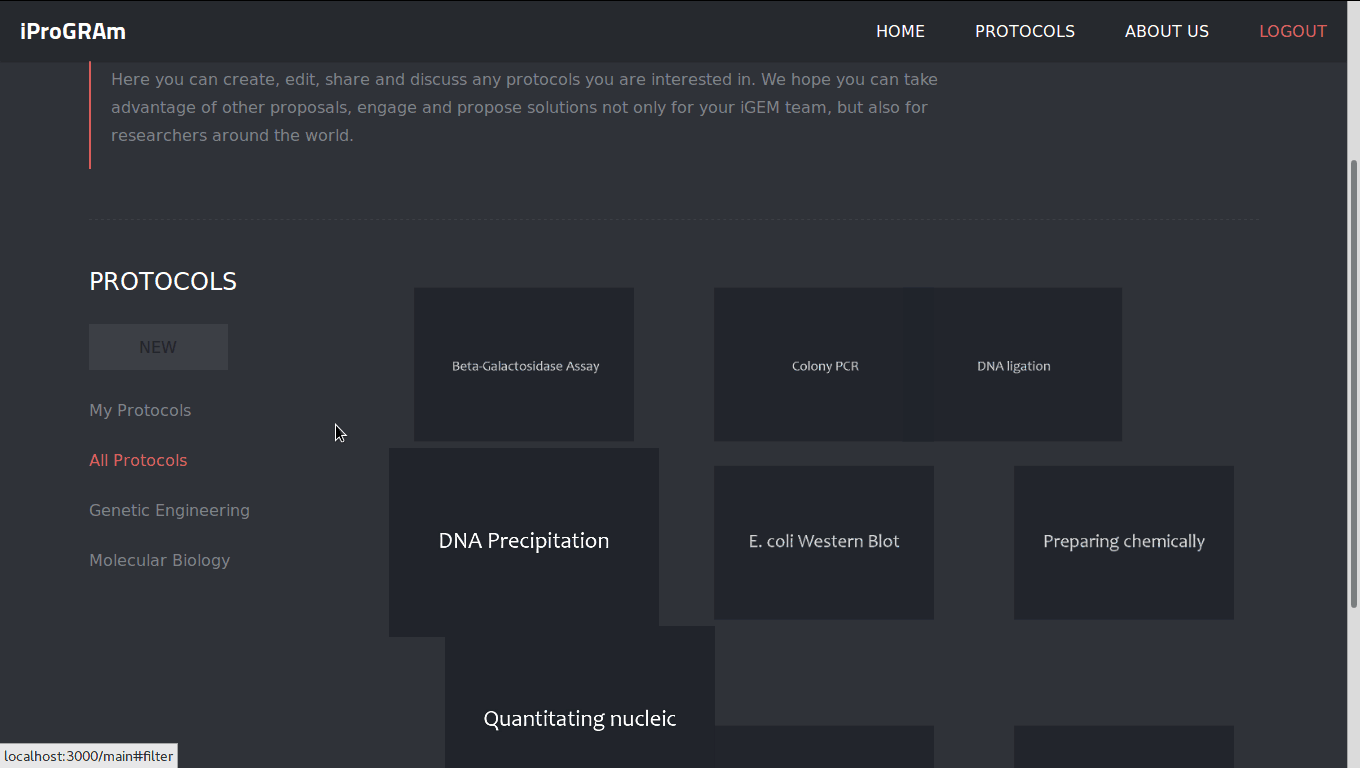 iProGRAm
HOME
PROTOCOLS
ABOUT US
LOGOUT
Here you can create, edit, share and discuss any protocols you are interested in. We hope you can take
advantage of other proposals, engage and propose solutions not only for your iGEM team, but also for
researchers around the world.
PROTOCOLS
NEW
My Protocols
All Protocols
Genetic Engineering
Molecular Biology
Beta-Galactosidase Assay
Colony PCR
DNA ligation
DNA Precipitation
E. coli Western Blot
Preparing chemically
Quantitating nucleic
localhost:3000/main#filter